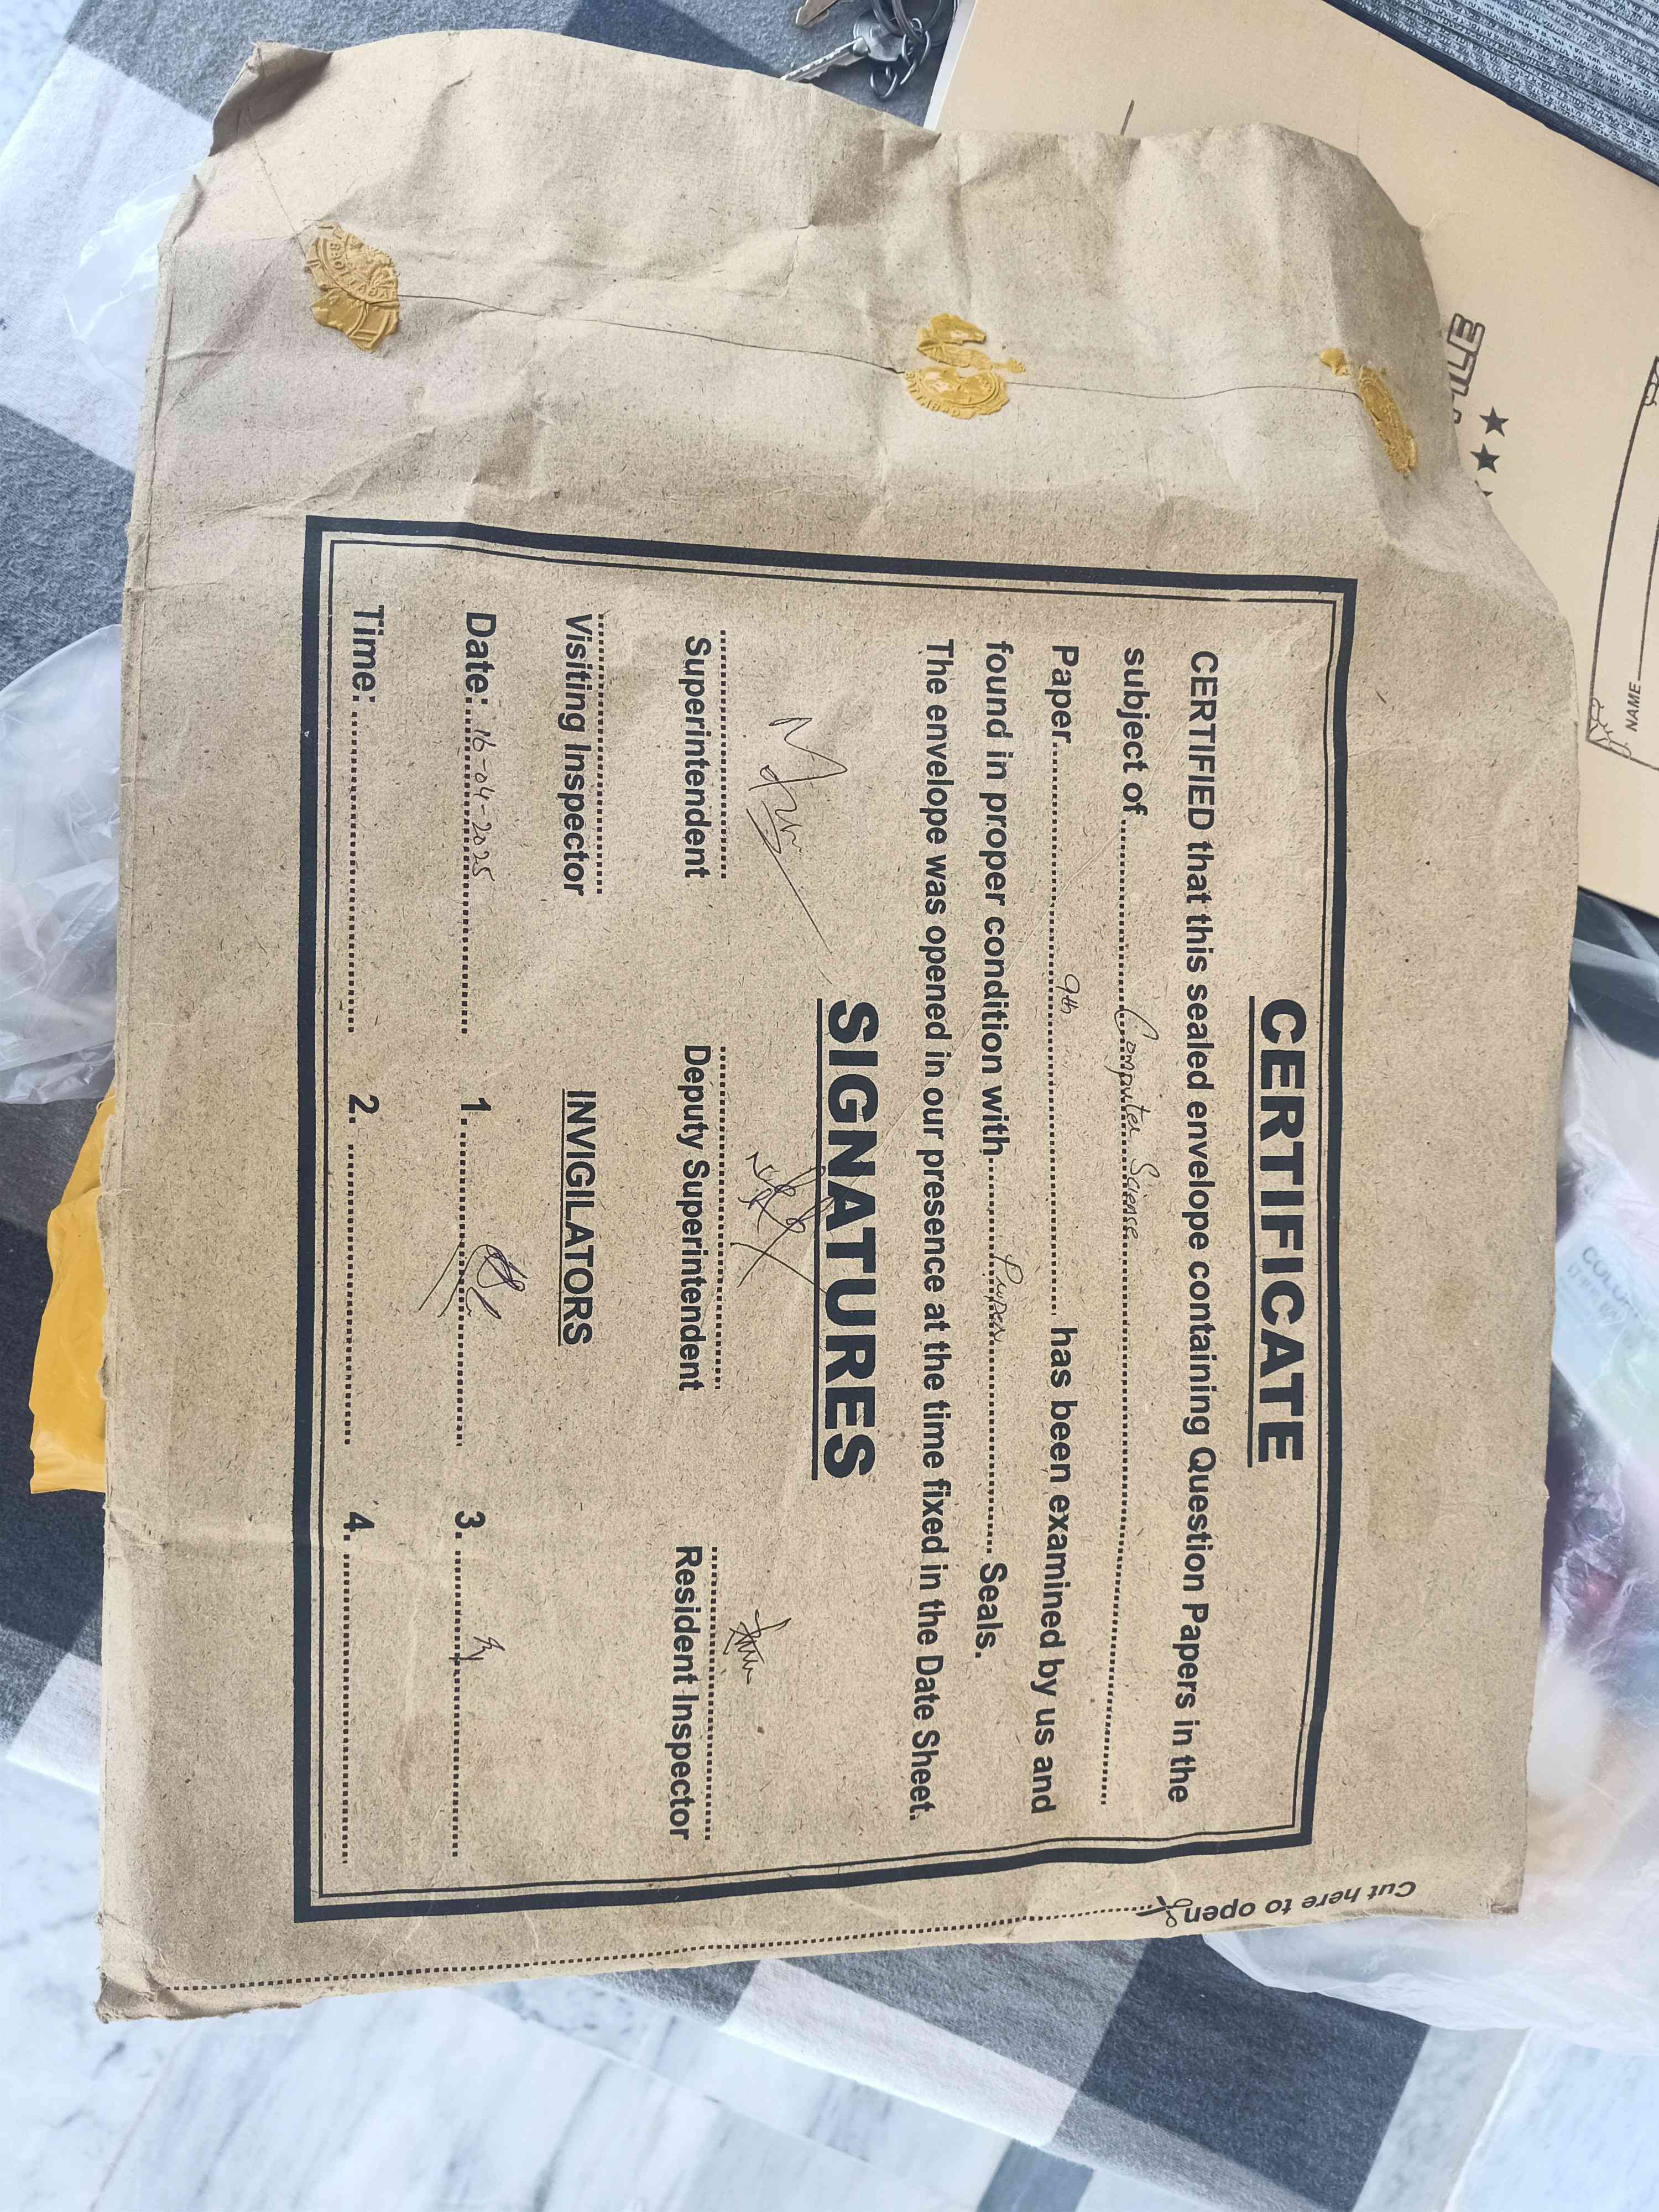 CERTIFICATE
CERTIFIED that this sealed envelope containing Question Papers in the
subject of Computer Science
Paper 9th has been examined by us and
found in proper condition with Proper Seals.
The envelope was opened in our presence at the time fixed in the Date Sheet.
SIGNATURES
Superintendent Deputy Superintendent Resident Inspector
Visiting Inspector INVIGILATORS
Date: 16-04-2025 1. 3.
Time: 2. 4.
Cut here to open
FILE
NAME